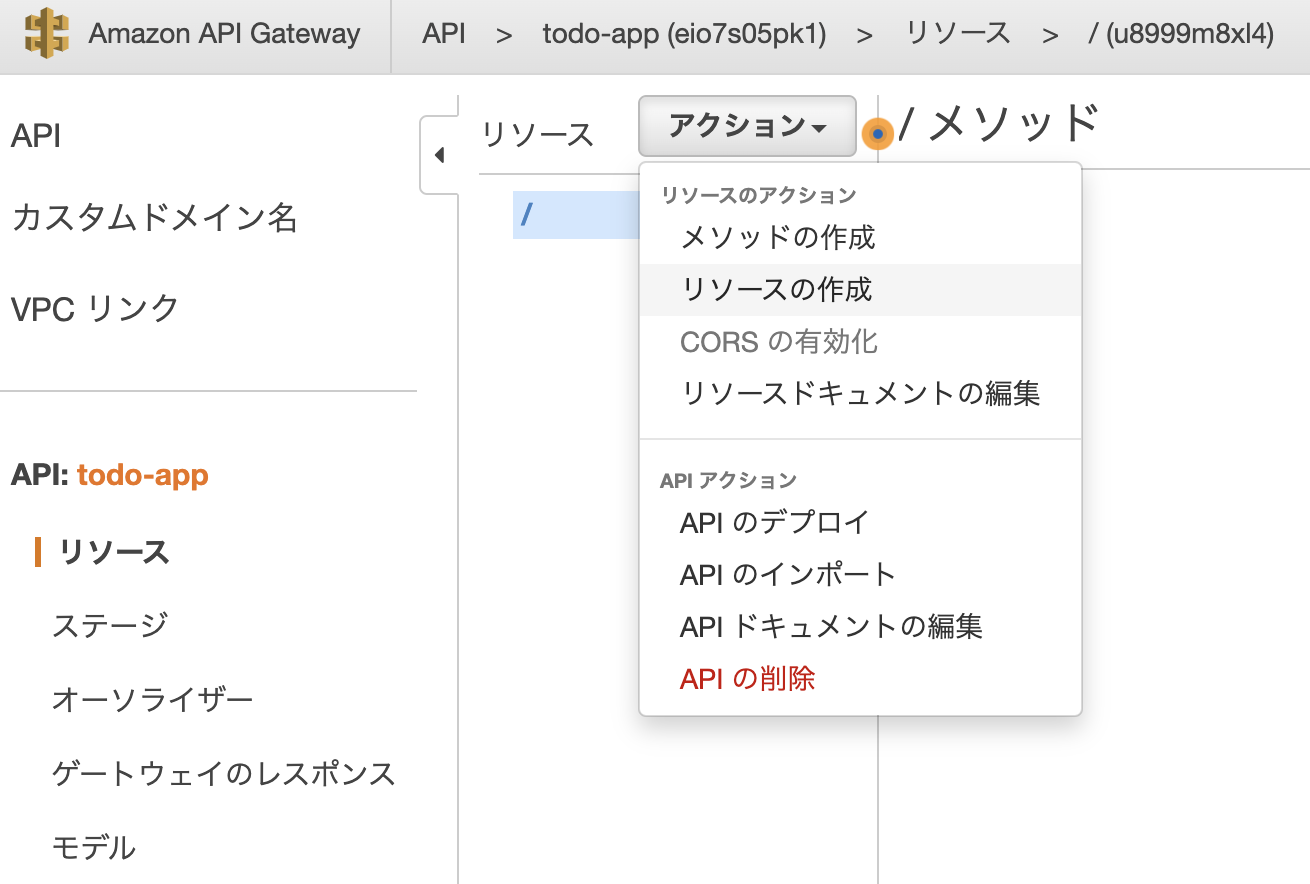 Amazon API Gateway
API > todo-app (eio7s05pk1) > リソース > / (u8999m8xl4)
API
カスタムドメイン名
VPC リンク
API: todo-app
リソース
ステージ
オーソライザー
ゲートウェイのレスポンス
モデル
リソース
アクション
/ メソッド
/
リソースのアクション
メソッドの作成
リソースの作成
CORS の有効化
リソースドキュメントの編集
API アクション
API のデプロイ
API のインポート
API ドキュメントの編集
API の削除